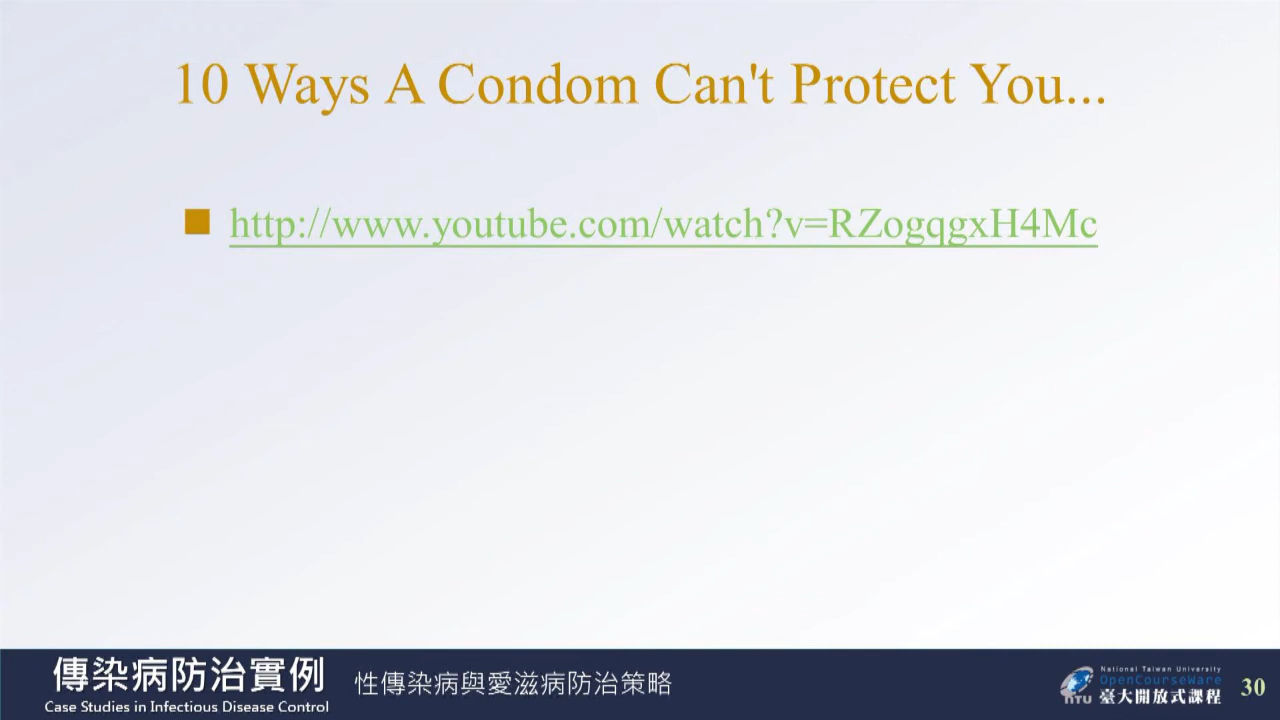 10 Ways A Condom Can't Protect You...
http://www.youtube.com/watch?v=RZogqgxH4Mc
傳染病防治實例
Case Studies in Infectious Disease Control
性傳染病與愛滋病防治策略
National Taiwan University
OpenCourseWare
NTU 臺大開放式課程
30